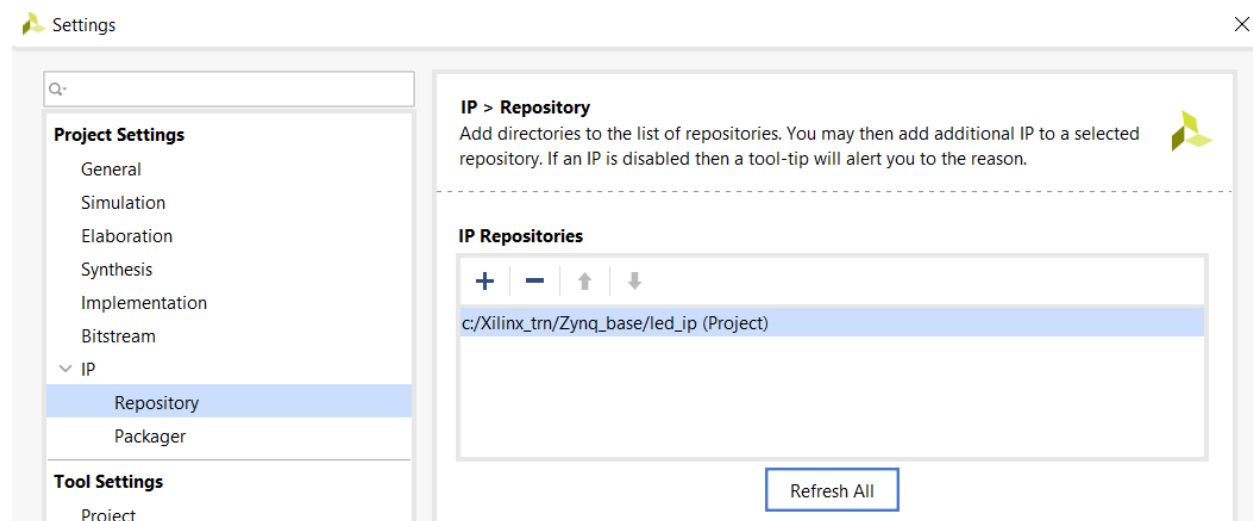 Settings
Project Settings
General
Simulation
Elaboration
Synthesis
Implementation
Bitstream
IP
Repository
Packager
Tool Settings
Project
IP > Repository
Add directories to the list of repositories. You may then add additional IP to a selected
repository. If an IP is disabled then a tool-tip will alert you to the reason.
IP Repositories
c:/Xilinx_trn/Zynq_base/led_ip (Project)
Refresh All